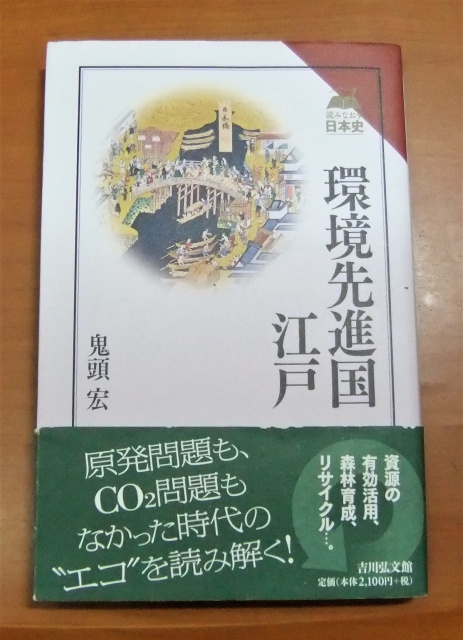 読みなおす
日本史
日本橋
環境先進国
江戸
鬼頭 宏
原発問題も、
CO2問題も
なかった時代の
“エコ”を読み解く!
資源の
有効活用、
森林育成、
リサイクル…。
吉川弘文館
定価(本体2,100円+税)